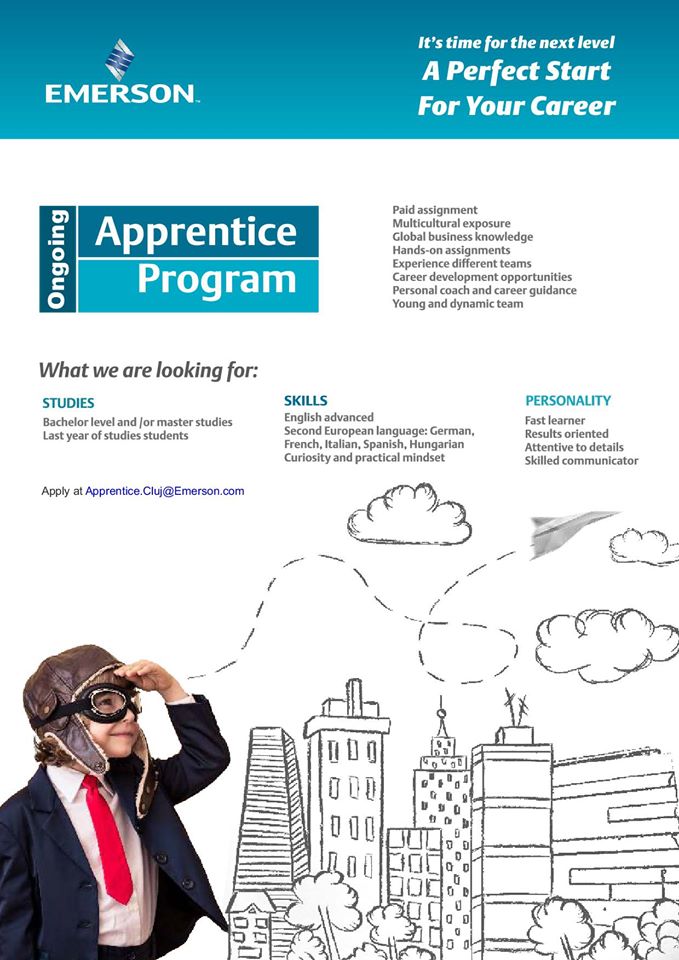 EMERSON™
It's time for the next level
A Perfect Start
For Your Career
Ongoing
Apprentice
Program
Paid assignment
Multicultural exposure
Global business knowledge
Hands-on assignments
Experience different teams
Career development opportunities
Personal coach and career guidance
Young and dynamic team
What we are looking for:
STUDIES
Bachelor level and /or master studies
Last year of studies students
SKILLS
English advanced
Second European language: German,
French, Italian, Spanish, Hungarian
Curiosity and practical mindset
PERSONALITY
Fast learner
Results oriented
Attentive to details
Skilled communicator
Apply at Apprentice.Cluj@Emerson.com